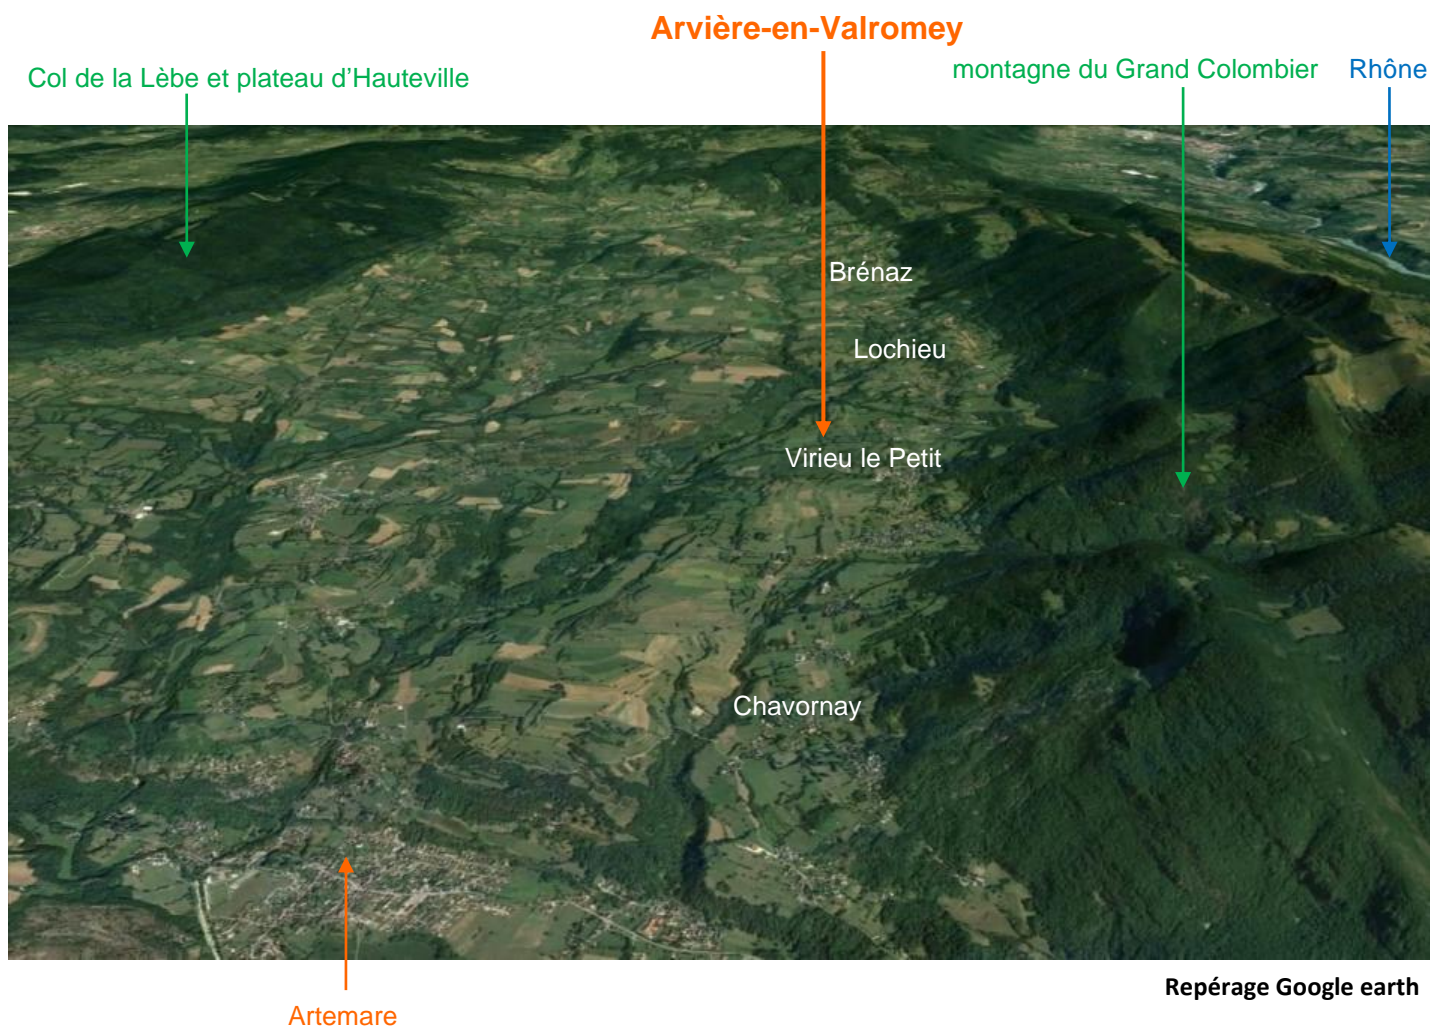 Arvière-en-Valromey
Col de la Lèbe et plateau d'Hauteville
montagne du Grand Colombier
Rhône
Brénaz
Lochieu
Virieu le Petit
Chavornay
Repérage Google earth
Artemare